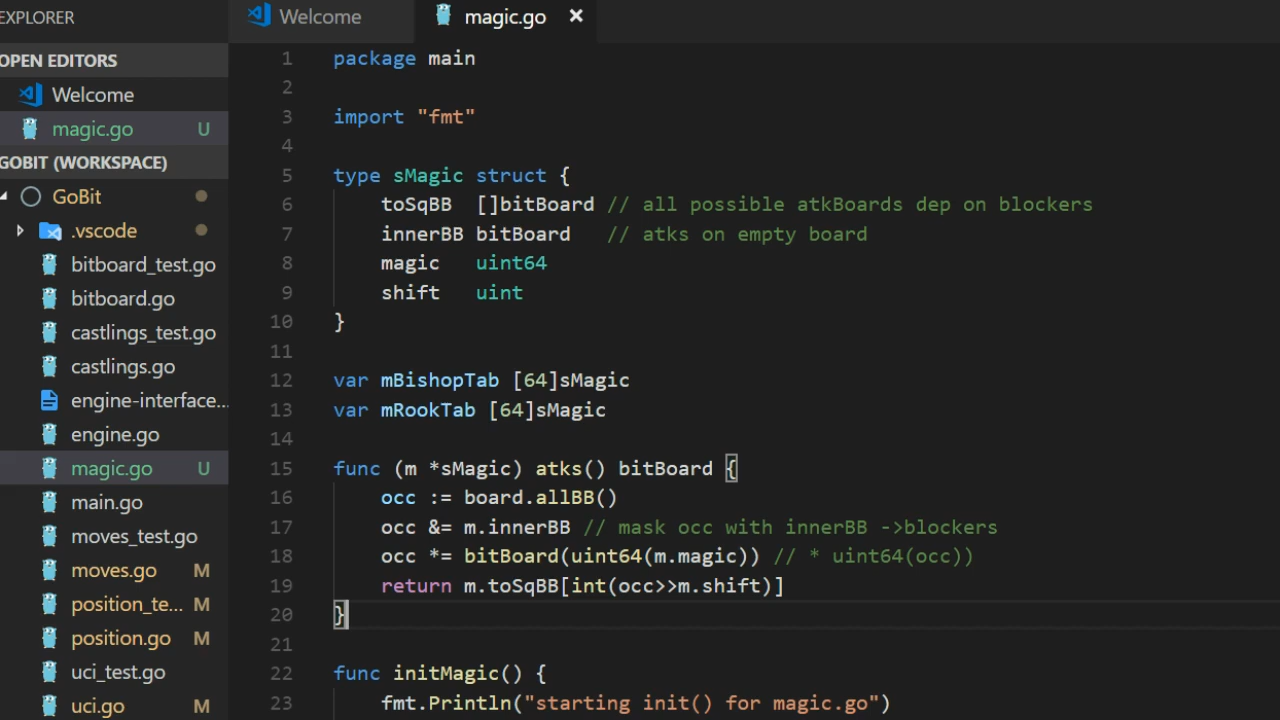 EXPLORER
OPEN EDITORS
Welcome
magic.go U
GOBIT (WORKSPACE)
GoBit
.vscode
bitboard_test.go
bitboard.go
castlings_test.go
castlings.go
engine-interface...
engine.go
magic.go U
main.go
moves_test.go
moves.go M
position_te... M
position.go M
uci_test.go
uci.go M
Welcome
magic.go ×
1 package main
2
3 import "fmt"
4
5 type sMagic struct {
6 toSqBB []bitBoard // all possible atkBoards dep on blockers
7 innerBB bitBoard // atks on empty board
8 magic uint64
9 shift uint
10 }
11
12 var mBishopTab [64]sMagic
13 var mRookTab [64]sMagic
14
15 func (m *sMagic) atks() bitBoard {
16 occ := board.allBB()
17 occ &= m.innerBB // mask occ with innerBB ->blockers
18 occ *= bitBoard(uint64(m.magic)) // * uint64(occ))
19 return m.toSqBB[int(occ>>m.shift)]
20 }
21
22 func initMagic() {
23 fmt.Println("starting init() for magic.go")